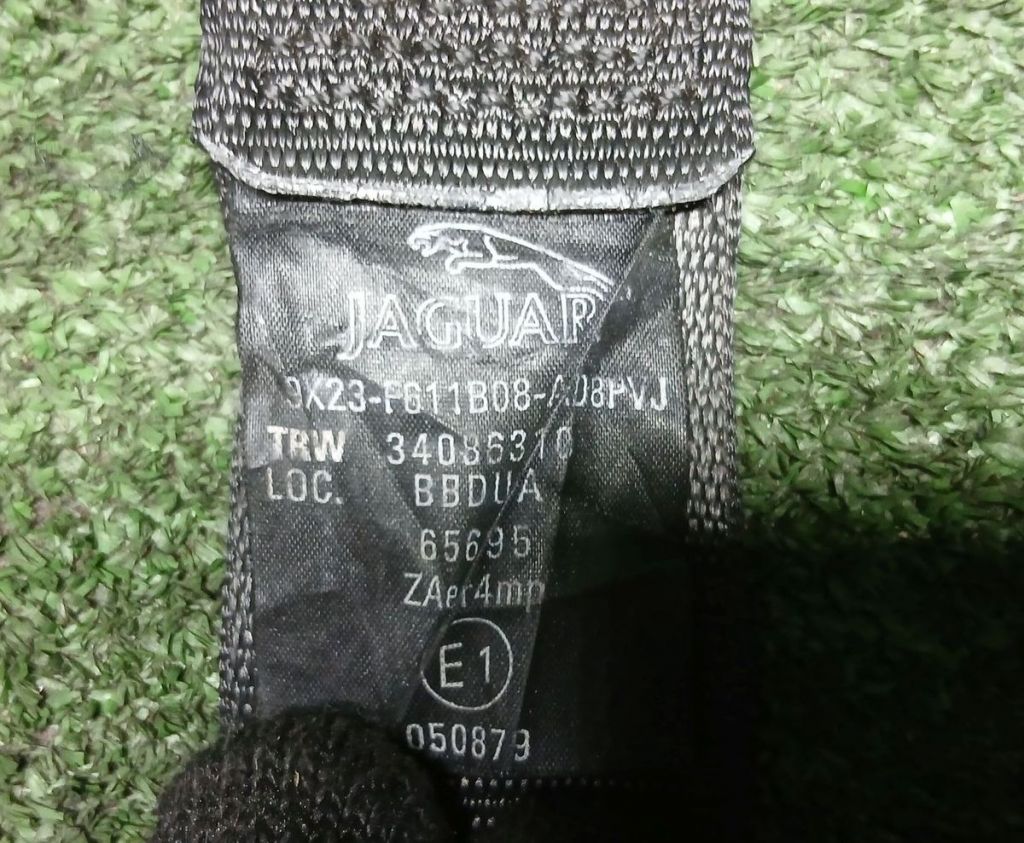 JAGUAR
9X23-F611B08-AD8PVJ
TRW 34086310
LOC. BBDUA
65695
ZAer4mp
E1
050879